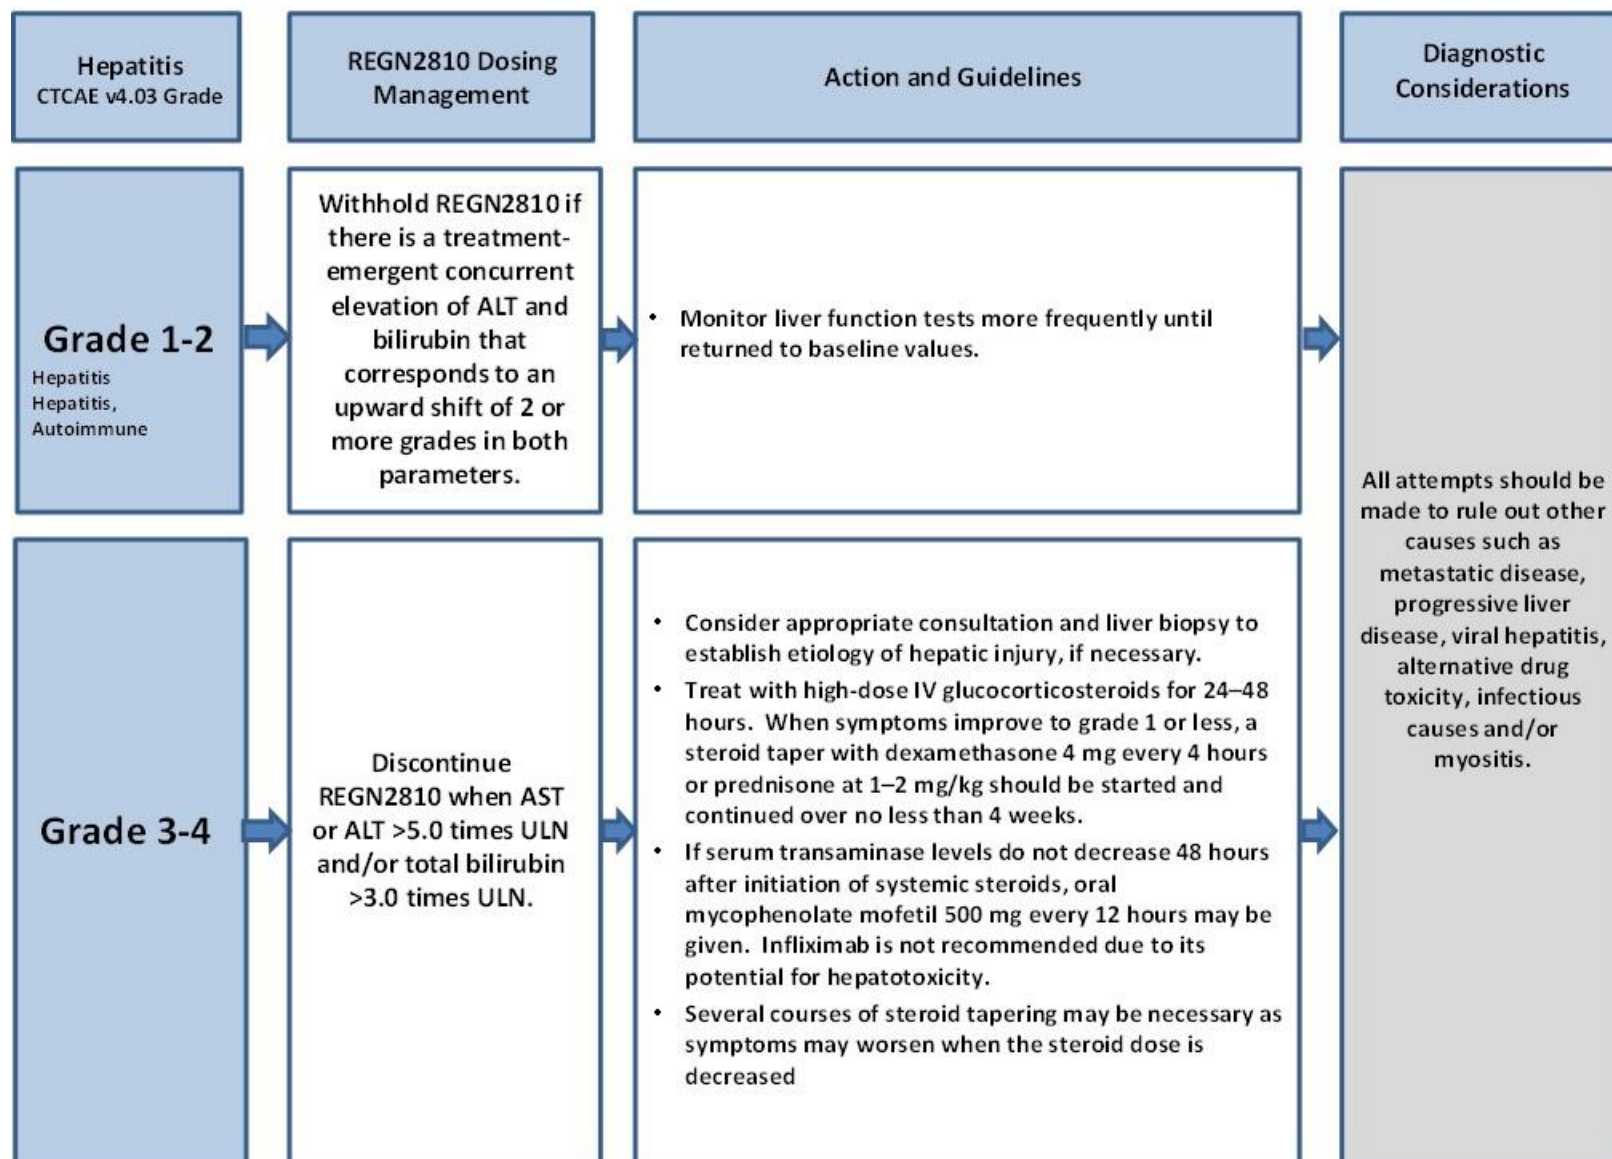 Hepatitis
CTCAE v4.03 Grade
REGN2810 Dosing
Management
Action and Guidelines
Diagnostic
Considerations
Grade 1-2
Hepatitis
Hepatitis,
Autoimmune
Withhold REGN2810 if
there is a treatment-
emergent concurrent
elevation of ALT and
bilirubin that
corresponds to an
upward shift of 2 or
more grades in both
parameters.
• Monitor liver function tests more frequently until
returned to baseline values.
Grade 3-4
Discontinue
REGN2810 when AST
or ALT >5.0 times ULN
and/or total bilirubin
>3.0 times ULN.
• Consider appropriate consultation and liver biopsy to
establish etiology of hepatic injury, if necessary.
• Treat with high-dose IV glucocorticosteroids for 24–48
hours. When symptoms improve to grade 1 or less, a
steroid taper with dexamethasone 4 mg every 4 hours
or prednisone at 1–2 mg/kg should be started and
continued over no less than 4 weeks.
• If serum transaminase levels do not decrease 48 hours
after initiation of systemic steroids, oral
mycophenolate mofetil 500 mg every 12 hours may be
given. Infliximab is not recommended due to its
potential for hepatotoxicity.
• Several courses of steroid tapering may be necessary as
symptoms may worsen when the steroid dose is
decreased
All attempts should be
made to rule out other
causes such as
metastatic disease,
progressive liver
disease, viral hepatitis,
alternative drug
toxicity, infectious
causes and/or
myositis.